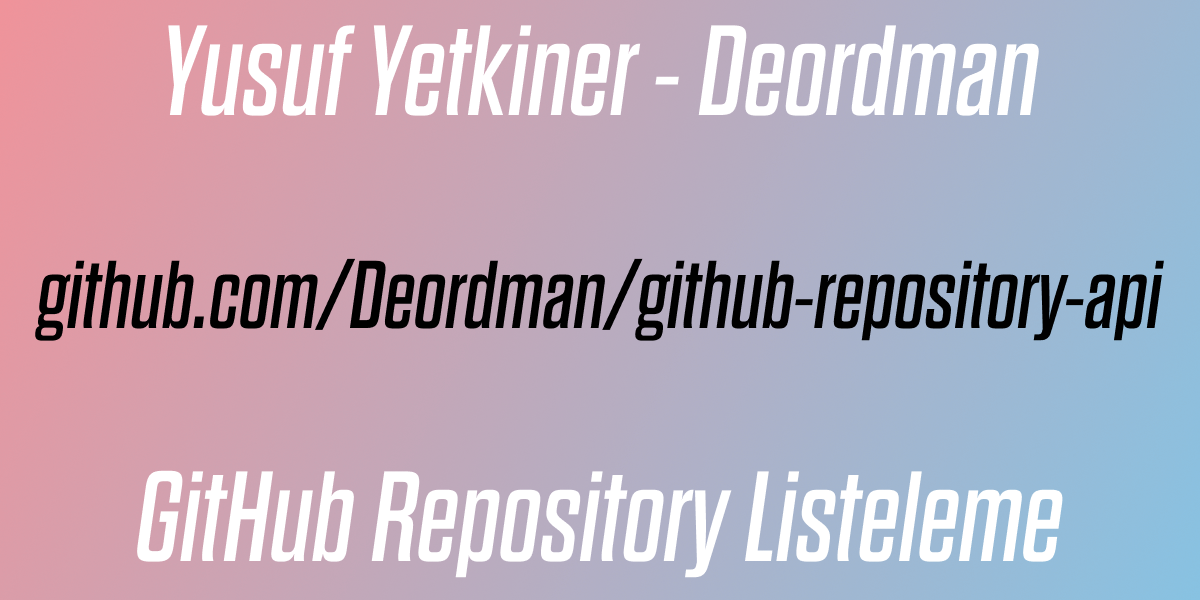 Yusuf Yetkiner - Deordman
github.com/Deordman/github-repository-api
GitHub Repository Listeleme